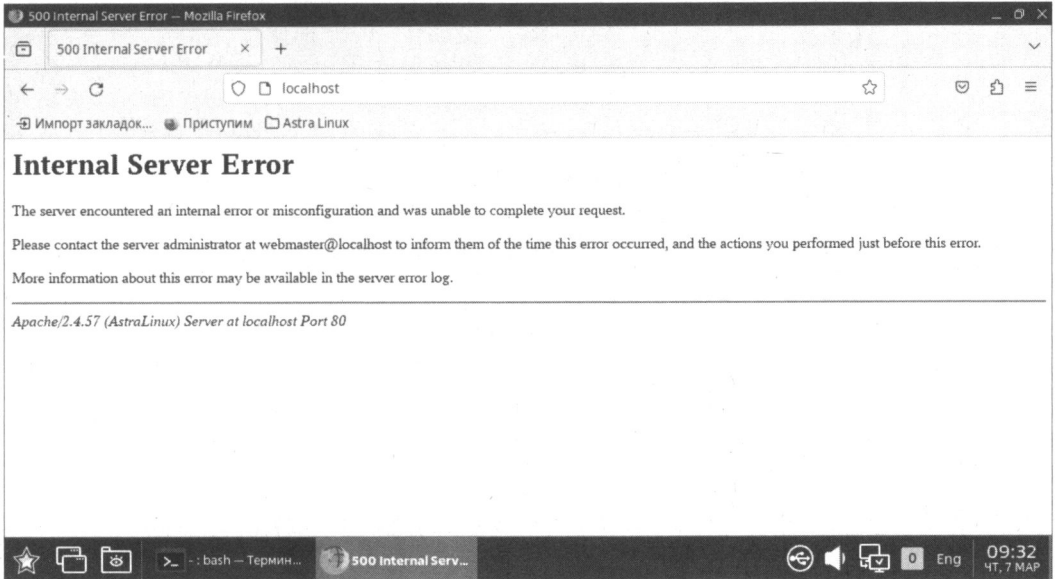 500 Internal Server Error — Mozilla Firefox
500 Internal Server Error
localhost
Импорт закладок... Приступим Astra Linux
Internal Server Error
The server encountered an internal error or misconfiguration and was unable to complete your request.
Please contact the server administrator at webmaster@localhost to inform them of the time this error occurred, and the actions you performed just before this error.
More information about this error may be available in the server error log.
Apache/2.4.57 (AstraLinux) Server at localhost Port 80
- : bash — Термин... 500 Internal Serv... 0 Eng 09:32
ЧТ, 7 МАР